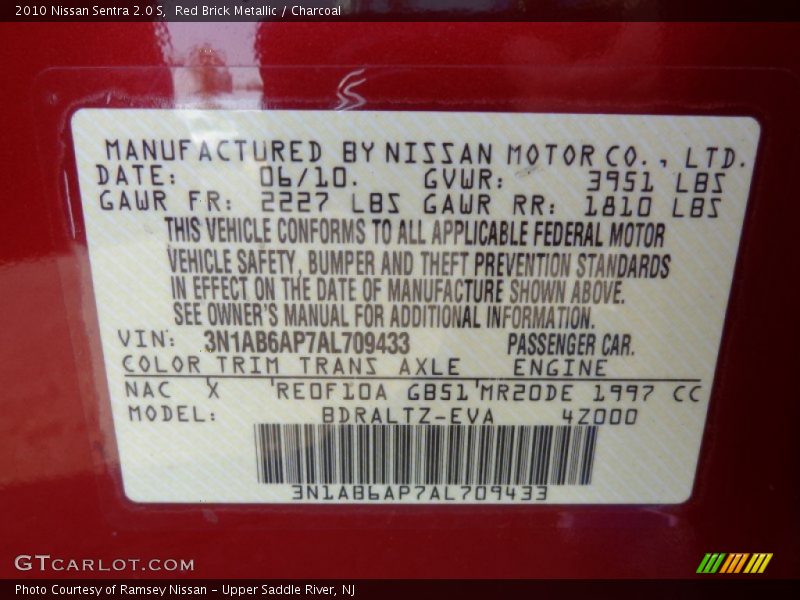 2010 Nissan Sentra 2.0 S,  Red Brick Metallic / Charcoal
MANUFACTURED BY NISSAN MOTOR CO., LTD.
DATE: 06/10. GVWR: 3951 LBS
GAWR FR: 2227 LBS GAWR RR: 1810 LBS
THIS VEHICLE CONFORMS TO ALL APPLICABLE FEDERAL MOTOR
VEHICLE SAFETY, BUMPER AND THEFT PREVENTION STANDARDS
IN EFFECT ON THE DATE OF MANUFACTURE SHOWN ABOVE.
SEE OWNER'S MANUAL FOR ADDITIONAL INFORMATION.
VIN: 3N1AB6AP7AL709433 PASSENGER CAR.
COLOR TRIM TRANS AXLE ENGINE
NAC X 'RE0F10A GB51'MR20DE 1997 CC
MODEL: BDRALTZ-EVA 4Z000
3N1AB6AP7AL709433
GTCARLOT.COM
Photo Courtesy of Ramsey Nissan – Upper Saddle River, NJ